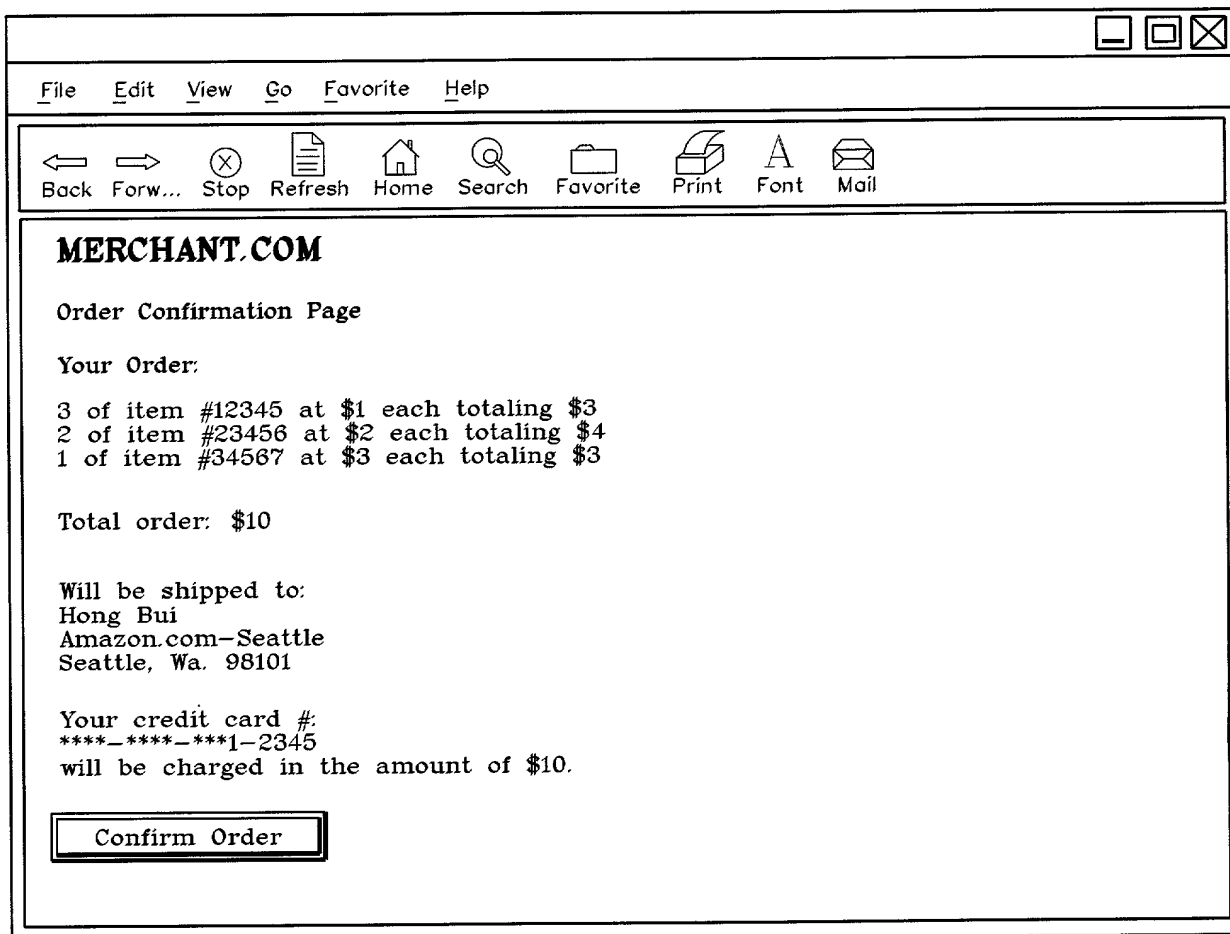 File Edit View Go Favorite Help
Back Forw... Stop Refresh Home Search Favorite Print Font Mail
MERCHANT.COM
Order Confirmation Page
Your Order:
3 of item #12345 at $1 each totaling $3
2 of item #23456 at $2 each totaling $4
1 of item #34567 at $3 each totaling $3
Total order: $10
Will be shipped to:
Hong Bui
Amazon.com-Seattle
Seattle, Wa. 98101
Your credit card #:
****-****-***1-2345
will be charged in the amount of $10.
Confirm Order